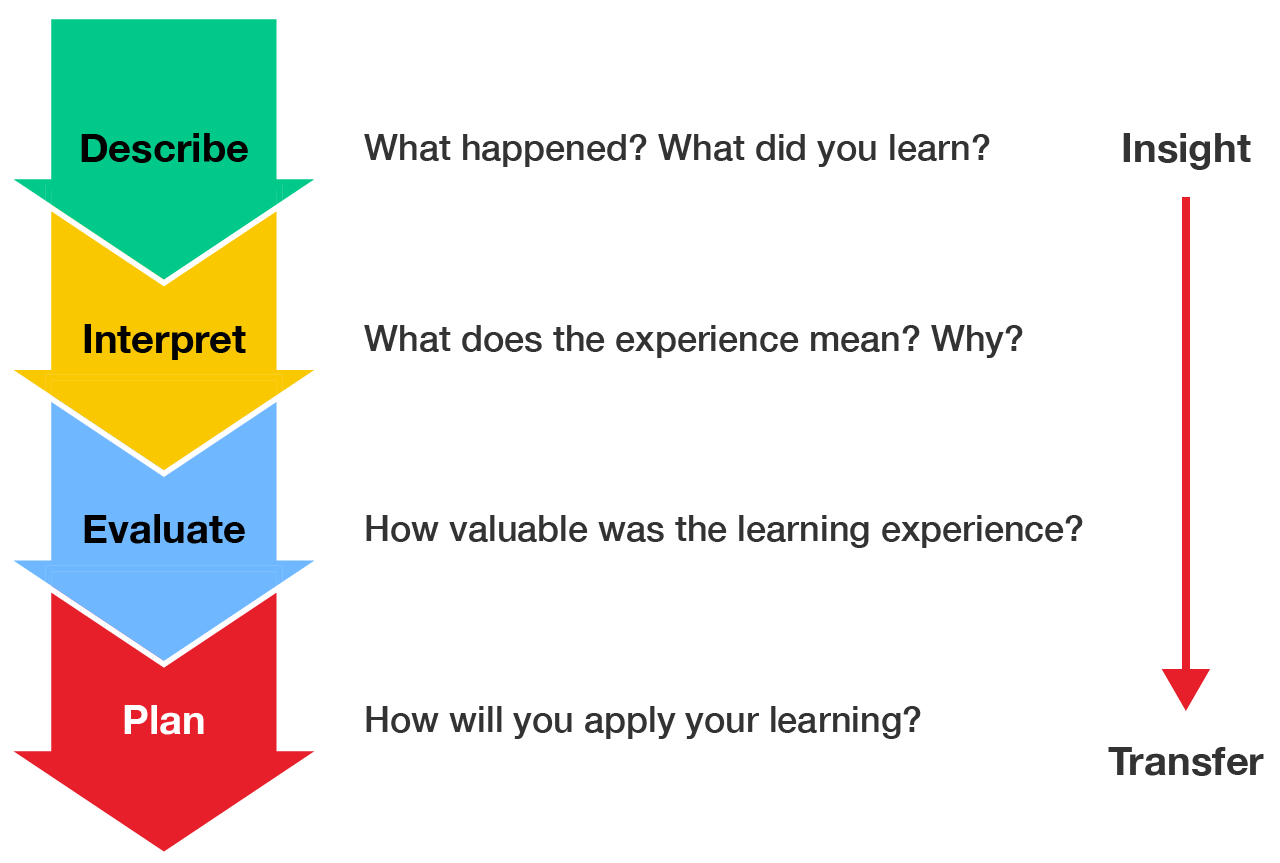 Describe
What happened? What did you learn?
Insight
Interpret
What does the experience mean? Why?
Evaluate
How valuable was the learning experience?
Plan
How will you apply your learning?
Transfer